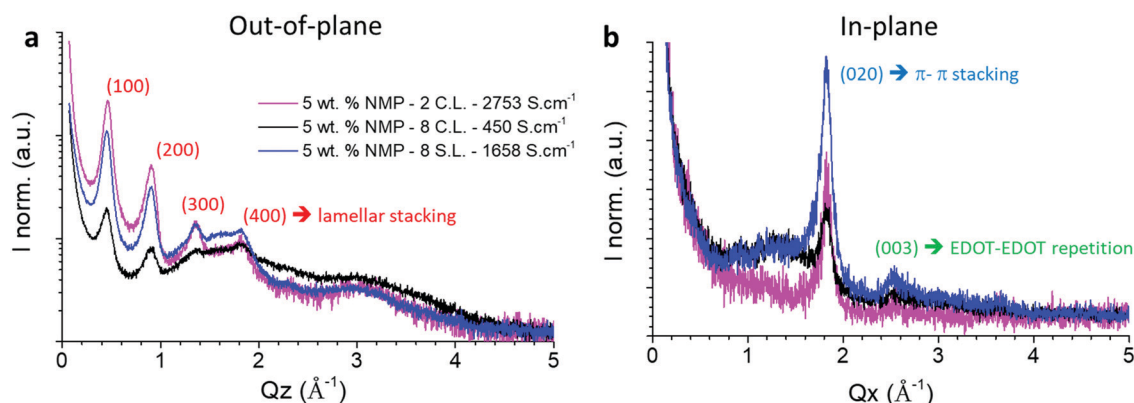 Out-of-plane
a
(100)
5 wt. % NMP - 2 C.L. - 2753 S.cm⁻¹
5 wt. % NMP - 8 C.L. - 450 S.cm⁻¹
5 wt. % NMP - 8 S.L. - 1658 S.cm⁻¹
(200)
(300)
(400) ➔ lamellar stacking
I norm. (a.u.)
0 1 2 3 4 5
Qz (Å⁻¹)
In-plane
b
(020) ➔ π- π stacking
(003) ➔ EDOT-EDOT repetition
I norm. (a.u.)
0 1 2 3 4 5
Qx (Å⁻¹)